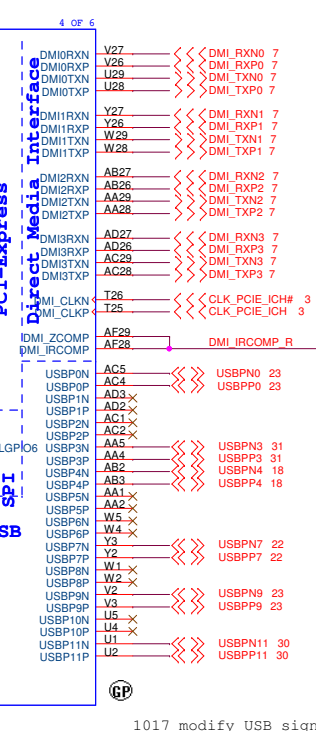 4 OF 6
DMI0RXN V27 DMI_RXN0 7
DMI0RXP V26 DMI_RXP0 7
DMI0TXN U29 DMI_TXN0 7
DMI0TXP U28 DMI_TXP0 7
DMI1RXN Y27 DMI_RXN1 7
DMI1RXP Y26 DMI_RXP1 7
DMI1TXN W29 DMI_TXN1 7
DMI1TXP W28 DMI_TXP1 7
DMI2RXN AB27 DMI_RXN2 7
DMI2RXP AB26 DMI_RXP2 7
DMI2TXN AA29 DMI_TXN2 7
DMI2TXP AA28 DMI_TXP2 7
DMI3RXN AD27 DMI_RXN3 7
DMI3RXP AD26 DMI_RXP3 7
DMI3TXN AC29 DMI_TXN3 7
DMI3TXP AC28 DMI_TXP3 7
DMI_CLKN T26 CLK_PCIE_ICH# 3
DMI_CLKP T25 CLK_PCIE_ICH 3
DMI_ZCOMP AF29
DMI_IRCOMP AF28 DMI_IRCOMP_R
USBP0N AC5 USBPN0 23
USBP0P AC4 USBPP0 23
USBP1N AD3
USBP1P AD2
USBP2N AC1
USBP2P AC2
LGPIO6 USBP3N AA5 USBPN3 31
USBP3P AA4 USBPP3 31
USBP4N AB2 USBPN4 18
USBP4P AB3 USBPP4 18
USBP5N AA1
USBP5P AA2
USBP6N W5
USBP6P W4
USBP7N Y3 USBPN7 22
USBP7P Y2 USBPP7 22
USBP8N W1
USBP8P W2
USBP9N V2 USBPN9 23
USBP9P V3 USBPP9 23
USBP10N U5
USBP10P U4
USBP11N U1 USBPN11 30
USBP11P U2 USBPP11 30
PCI-Express
Direct Media Interface
SPI
SB
GP
1017 modify USB sign